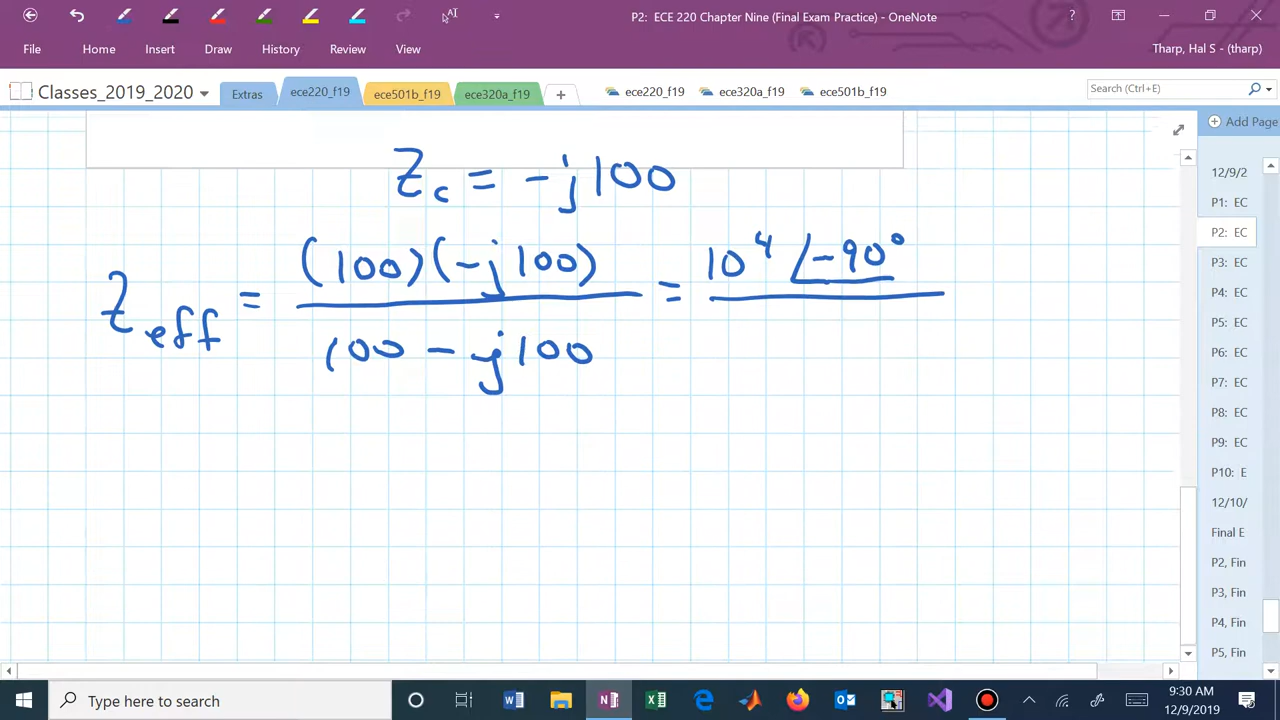 P2: ECE 220 Chapter Nine (Final Exam Practice) - OneNote
?
File Home Insert Draw History Review View
Tharp, Hal S - (tharp)
Classes_2019_2020 Extras ece220_f19 ece501b_f19 ece320a_f19 + ece220_f19 ece320a_f19 ece501b_f19
Search (Ctrl+E)
Add Page
12/9/2
P1: EC
P2: EC
P3: EC
P4: EC
P5: EC
P6: EC
P7: EC
P8: EC
P9: EC
P10: E
12/10/
Final E
P2, Fin
P3, Fin
P4, Fin
P5, Fin
Z_c = -j100
Z_eff = (100)(-j100) / (100 - j100) = 10^4 ∠-90°
Type here to search
9:30 AM
12/9/2019